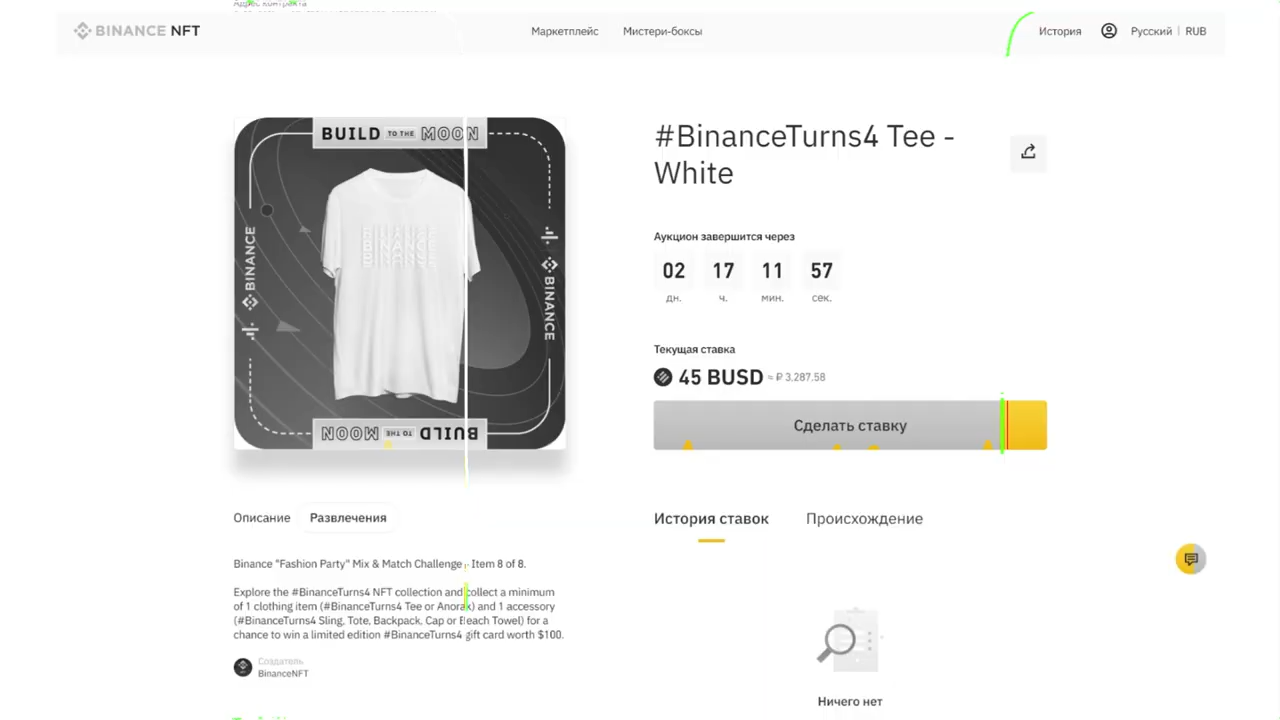 Адрес контракта
BINANCE NFT
Маркетплейс
Мистери-боксы
История
Русский | RUB
BUILD TO THE MOON
BINANCE
BINANCE
BINANCE
BUILD TO THE MOON
#BinanceTurns4 Tee -
White
Аукцион завершится через
02 17 11 57
дн. ч. мин. сек.
Текущая ставка
45 BUSD ≈ ₽ 3,287.58
Сделать ставку
Описание
Развлечения
Binance "Fashion Party" Mix & Match Challenge - Item 8 of 8.
Explore the #BinanceTurns4 NFT collection and collect a minimum
of 1 clothing item (#BinanceTurns4 Tee or Anorak) and 1 accessory
(#BinanceTurns4 Sling, Tote, Backpack, Cap or Beach Towel) for a
chance to win a limited edition #BinanceTurns4 gift card worth $100.
Создатель
BinanceNFT
История ставок
Происхождение
Ничего нет